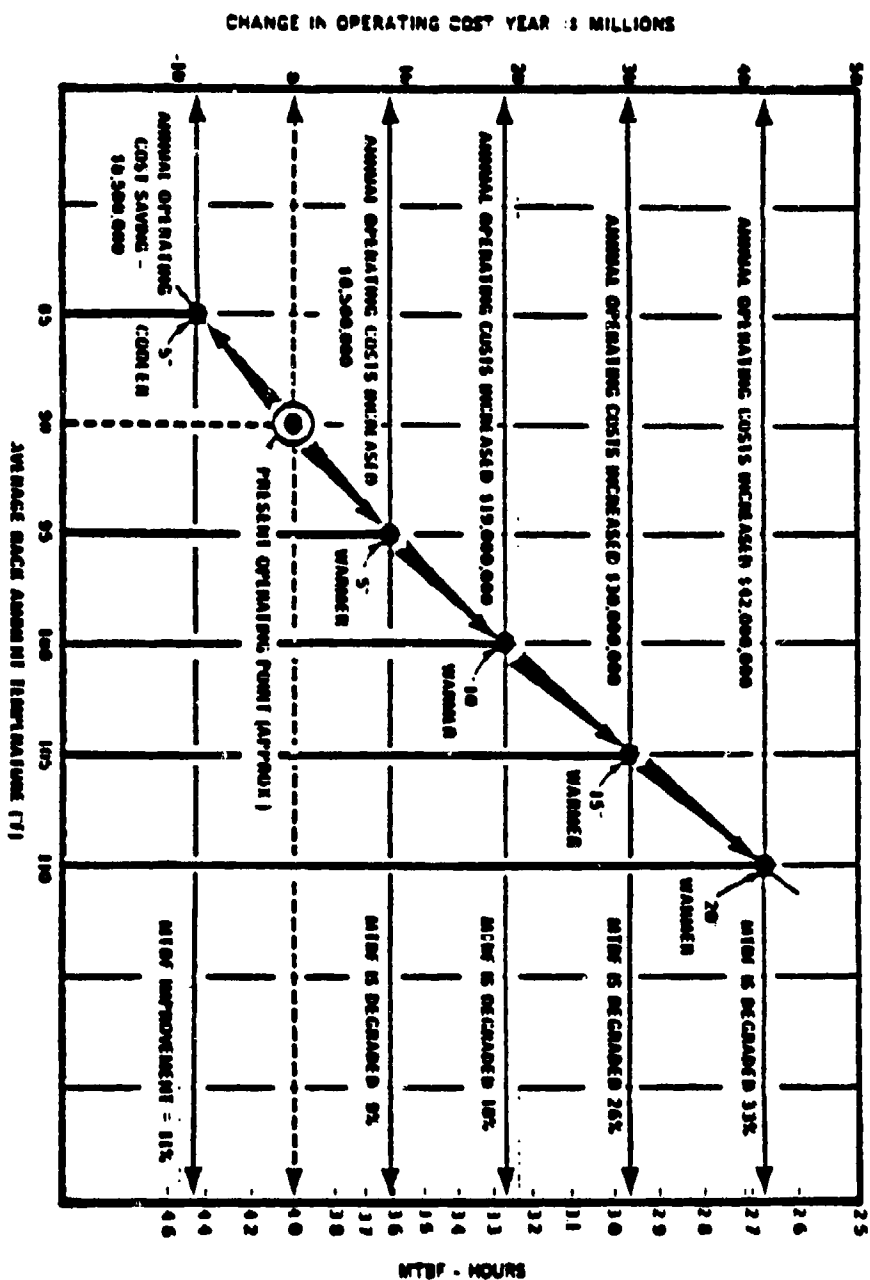 CHANGE IN OPERATING COST YEAR $ MILLIONS
-10
0
10
20
30
40
50
ANNUAL OPERATING COSTS INCREASED $42,000,000
MTBF IS DEGRADED 33%
20°
WARMER
ANNUAL OPERATING COSTS INCREASED $30,000,000
MTBF IS DEGRADED 26%
15°
WARMER
ANNUAL OPERATING COSTS INCREASED $19,000,000
MTBF IS DEGRADED 18%
10
WARMER
ANNUAL OPERATING COSTS INCREASED
10,500,000
MTBF IS DEGRADED 9%
5°
WARMER
PRESENT OPERATING POINT (APPROX)
ANNUAL OPERATING
COST SAVING -
$8,500,000
5°
COOLER
MTBF IMPROVEMENT = 11%
85
90
95
100
105
110
AVERAGE RACK AMBIENT TEMPERATURE (°F)
25
26
27
28
29
30
31
32
33
34
35
36
37
40
42
44
46
MTBF - HOURS